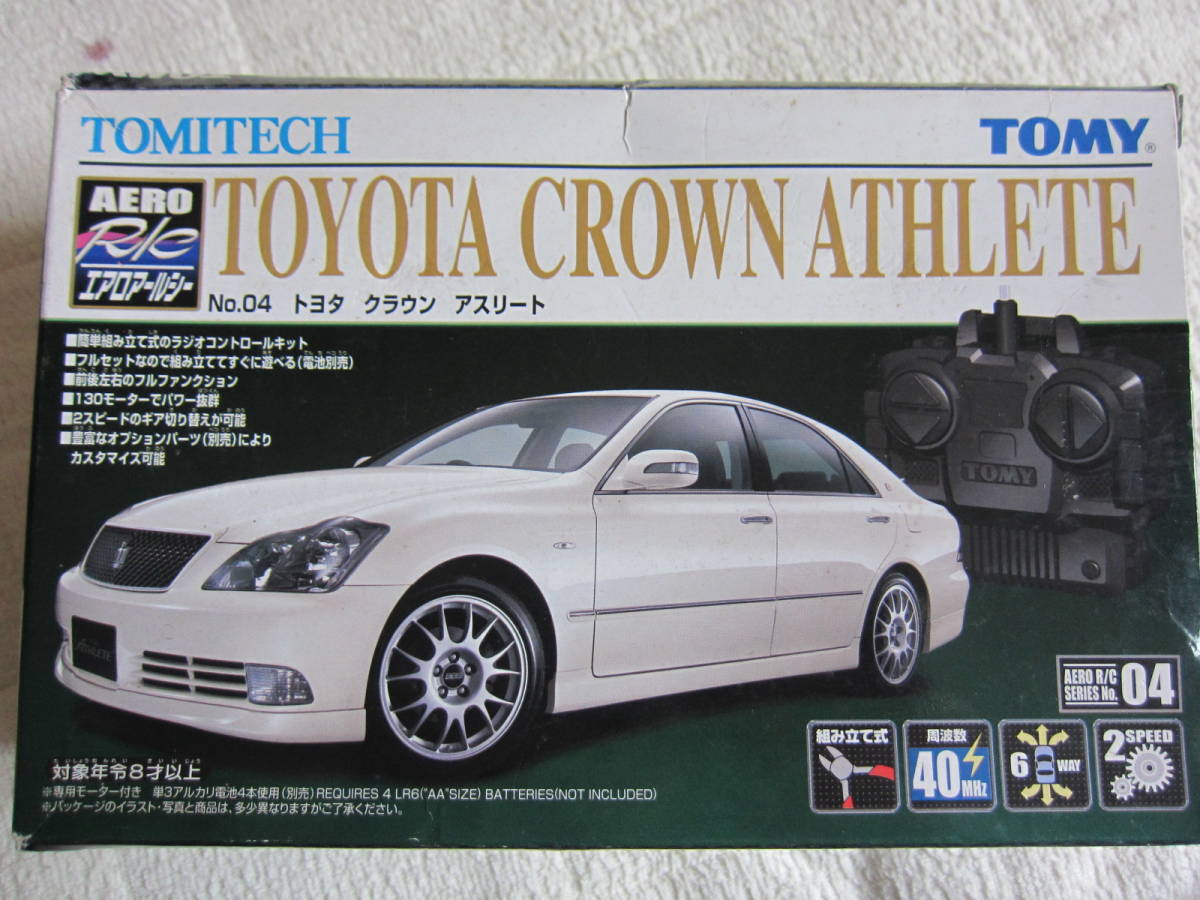 TOMITECH
TOMY®
AERO
R/C
エアロアールシー
TOYOTA CROWN ATHLETE
No.04 トヨタ クラウン アスリート
■簡単組み立て式のラジオコントロールキット
■フルセットなので組み立ててすぐに遊べる(電池別売)
■前後左右のフルファンクション
■130モーターでパワー抜群
■2スピードのギア切り替えが可能
■豊富なオプションパーツ(別売)により
カスタマイズ可能
TOMY
ATHLETE
AERO R/C
SERIES No. 04
組み立て式
周波数
40MHz
6 WAY
2 SPEED
対象年令8才以上
※専用モーター付き 単3アルカリ電池4本使用(別売) REQUIRES 4 LR6("AA"SIZE) BATTERIES(NOT INCLUDED)
※パッケージのイラスト・写真と商品は、多少異なりますがご了承ください。